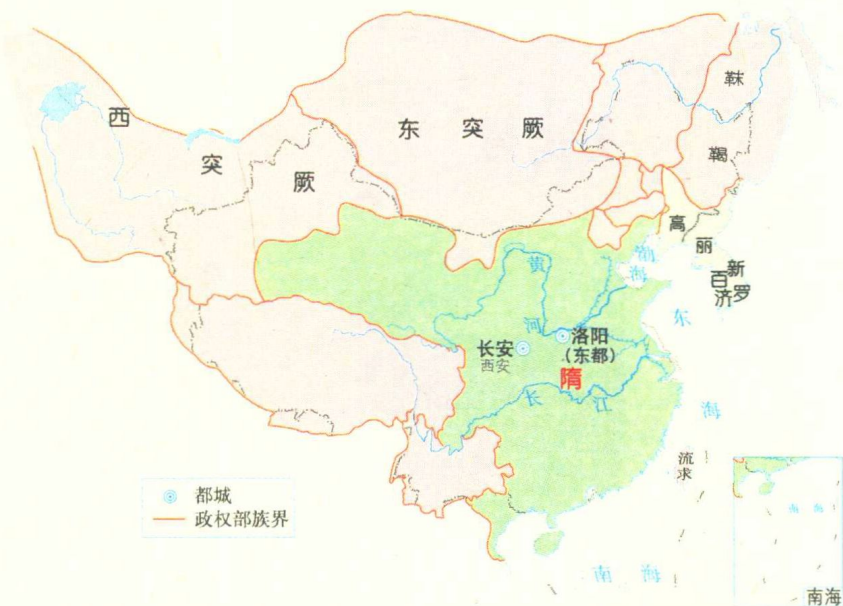 西突厥
东突厥
靺鞨
高丽
新罗
百济
渤海
黄河
长安
西安
洛阳
(东都)
隋
长江
东海
流求
都城
政权部族界
南海
南海
南海